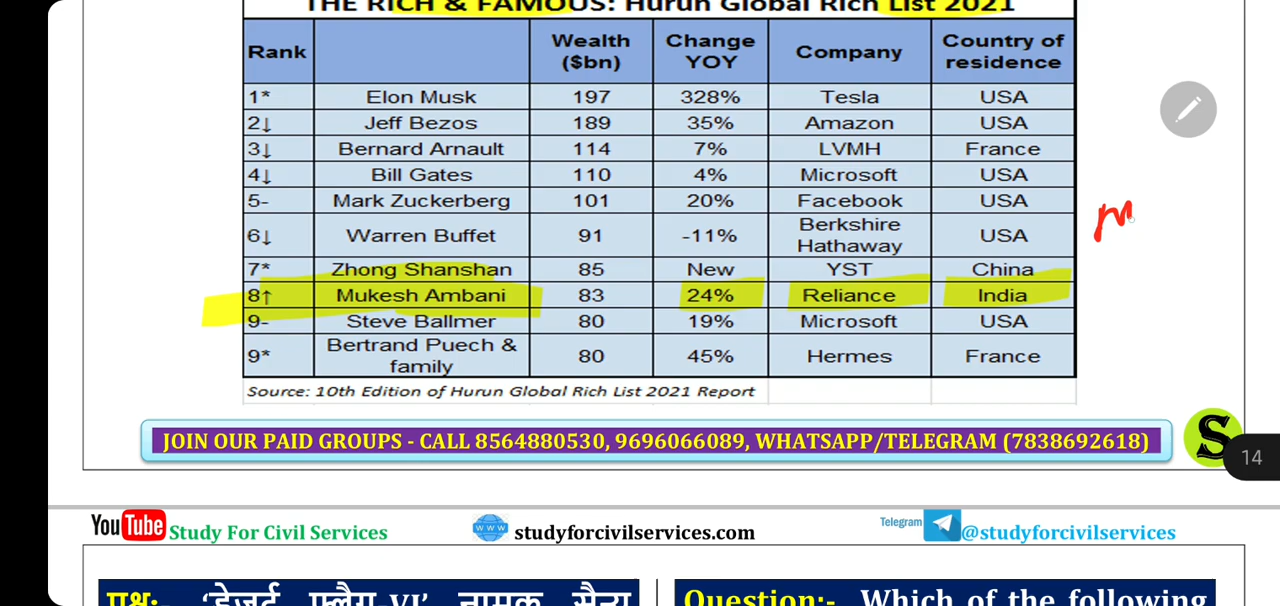 THE RICH & FAMOUS: Hurun Global Rich List 2021
Rank Wealth ($bn) Change YOY Company Country of residence
1* Elon Musk 197 328% Tesla USA
2↓ Jeff Bezos 189 35% Amazon USA
3↓ Bernard Arnault 114 7% LVMH France
4↓ Bill Gates 110 4% Microsoft USA
5- Mark Zuckerberg 101 20% Facebook USA
6↓ Warren Buffet 91 -11% Berkshire Hathaway USA
7* Zhong Shanshan 85 New YST China
8↑ Mukesh Ambani 83 24% Reliance India
9- Steve Ballmer 80 19% Microsoft USA
9* Bertrand Puech & family 80 45% Hermes France
Source: 10th Edition of Hurun Global Rich List 2021 Report
JOIN OUR PAID GROUPS - CALL 8564880530, 9696066089, WHATSAPP/TELEGRAM (7838692618)
S
14
YouTube Study For Civil Services
WWW studyforcivilservices.com
Telegram @studyforcivilservices
प्रश्न:- ‘डेजर्ट फ्लैग-VI’ नामक सैन्य
Question:- Which of the following